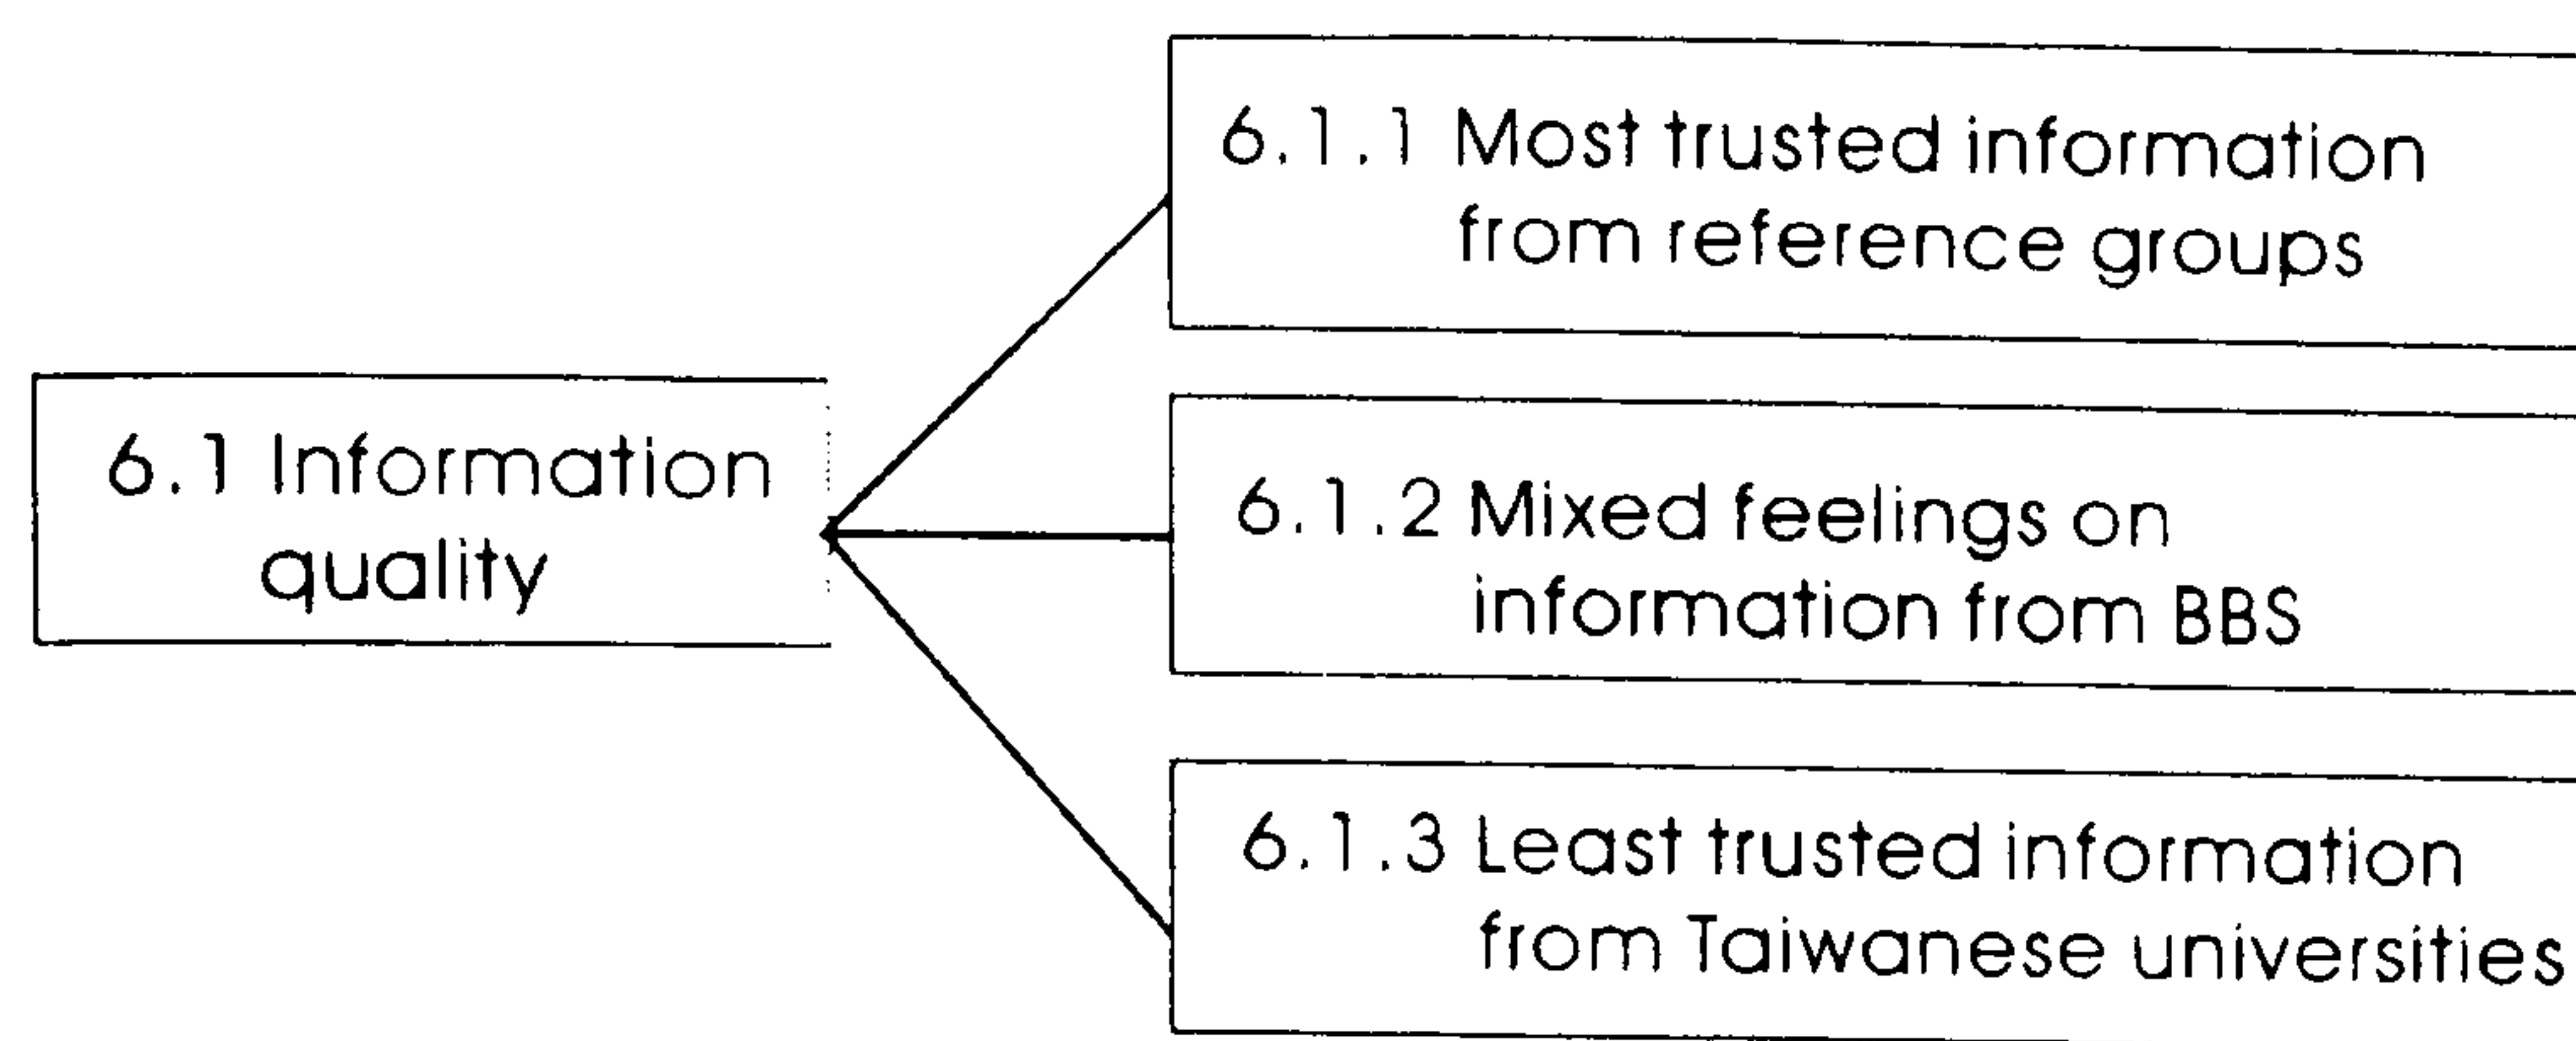 6.1 Information
quality
6.1.1 Most trusted information
from reference groups
6.1.2 Mixed feelings on
information from BBS
6.1.3 Least trusted information
from Taiwanese universities